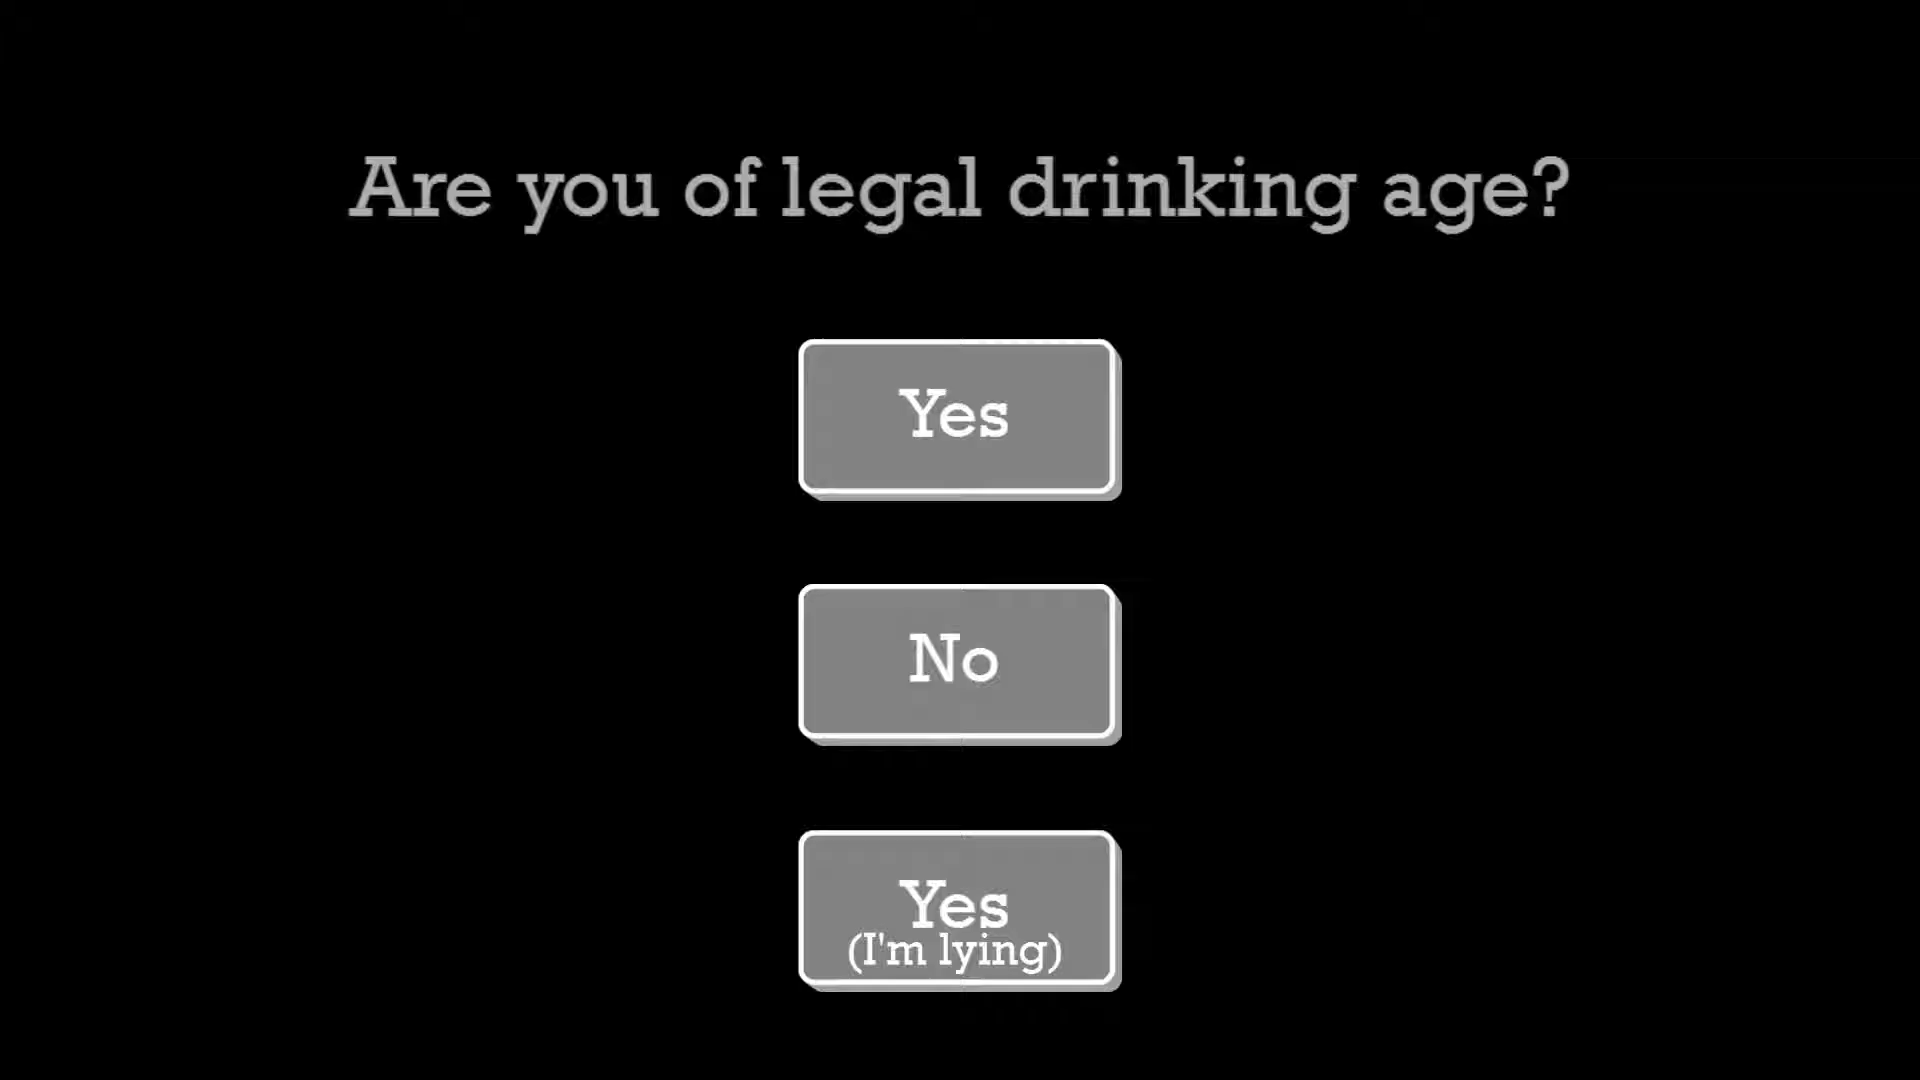 Are you of legal drinking age?
Yes
No
Yes
(I'm lying)